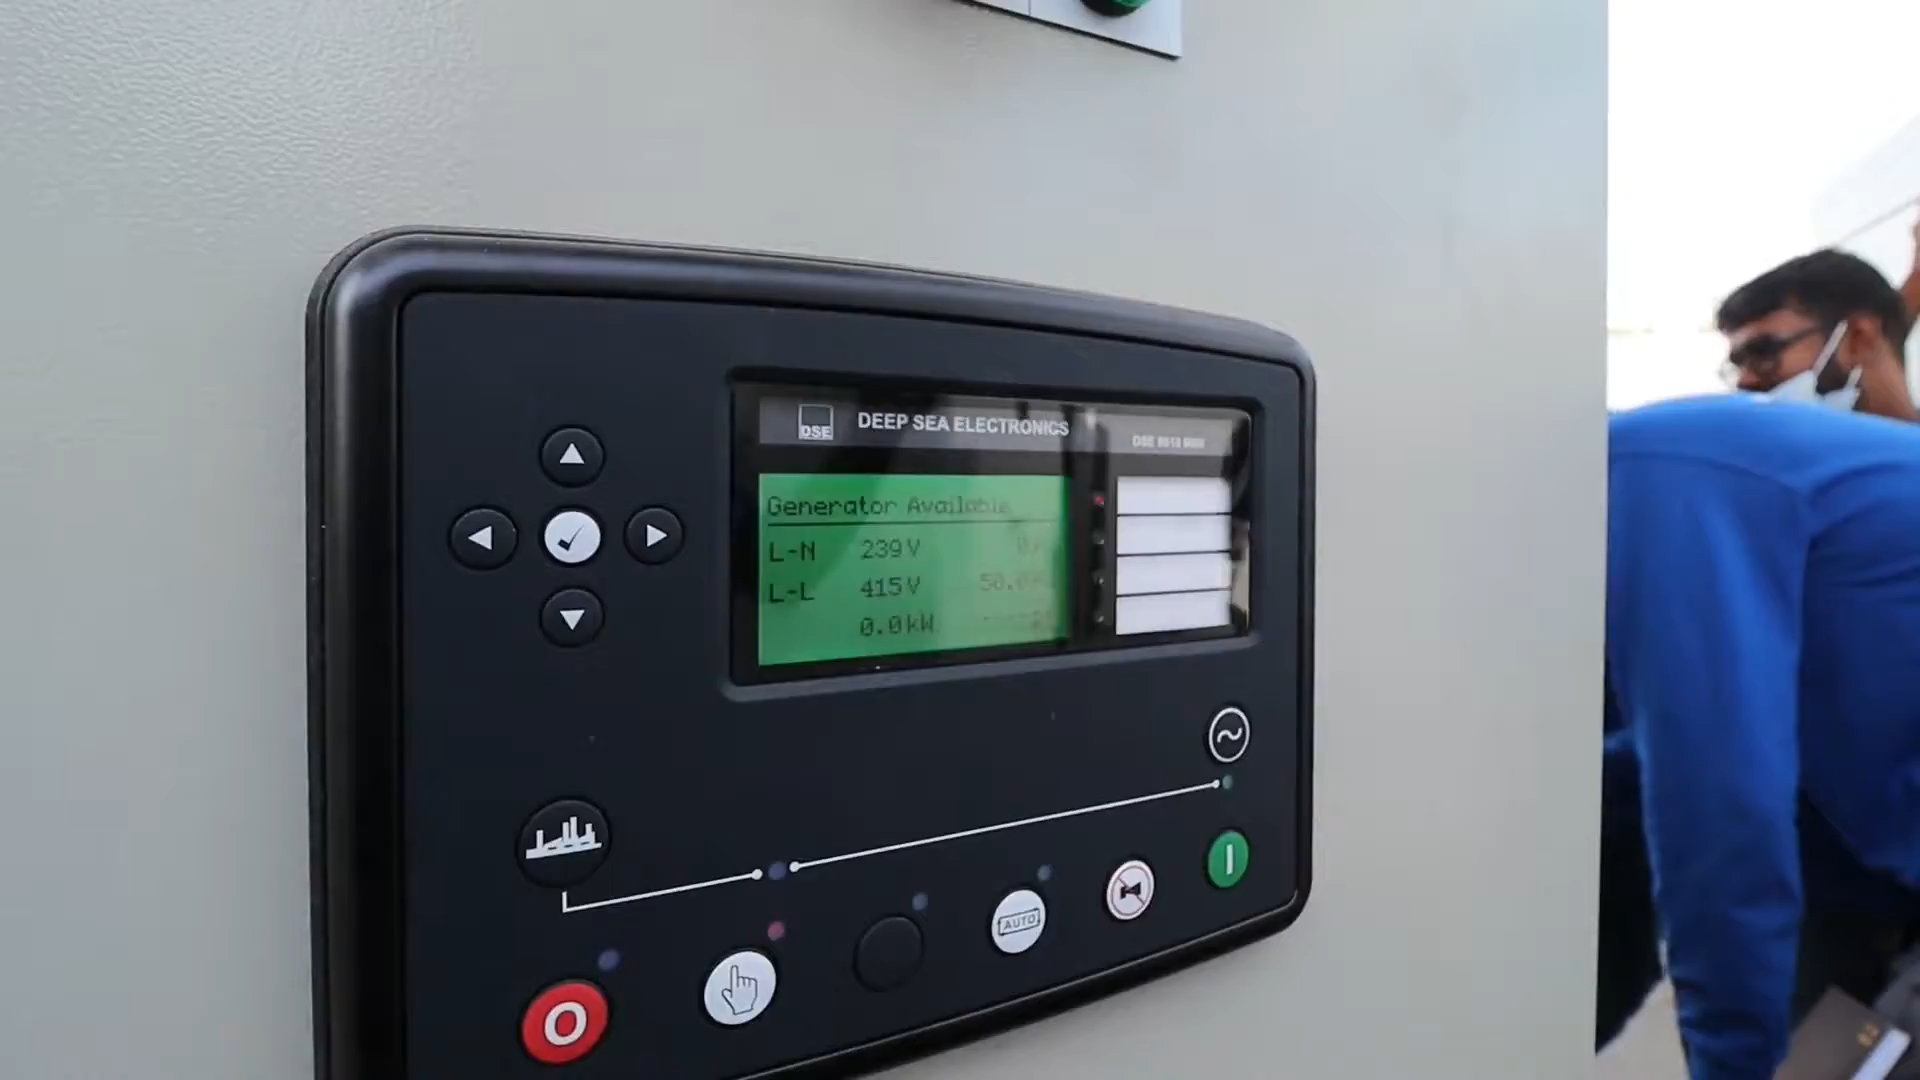 DSE DEEP SEA ELECTRONICS
Generator Available
L-N 239V
L-L 415V
0.0kW
AUTO